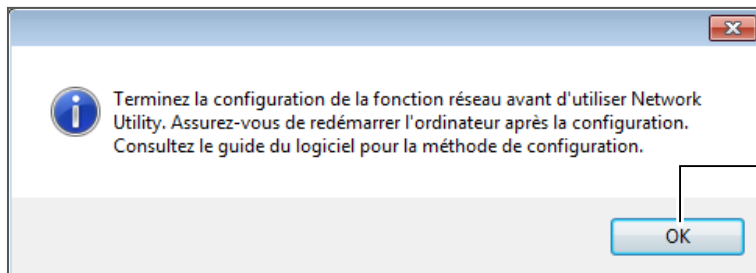 Terminez la configuration de la fonction réseau avant d'utiliser Network
Utility. Assurez-vous de redémarrer l'ordinateur après la configuration.
Consultez le guide du logiciel pour la méthode de configuration.
OK